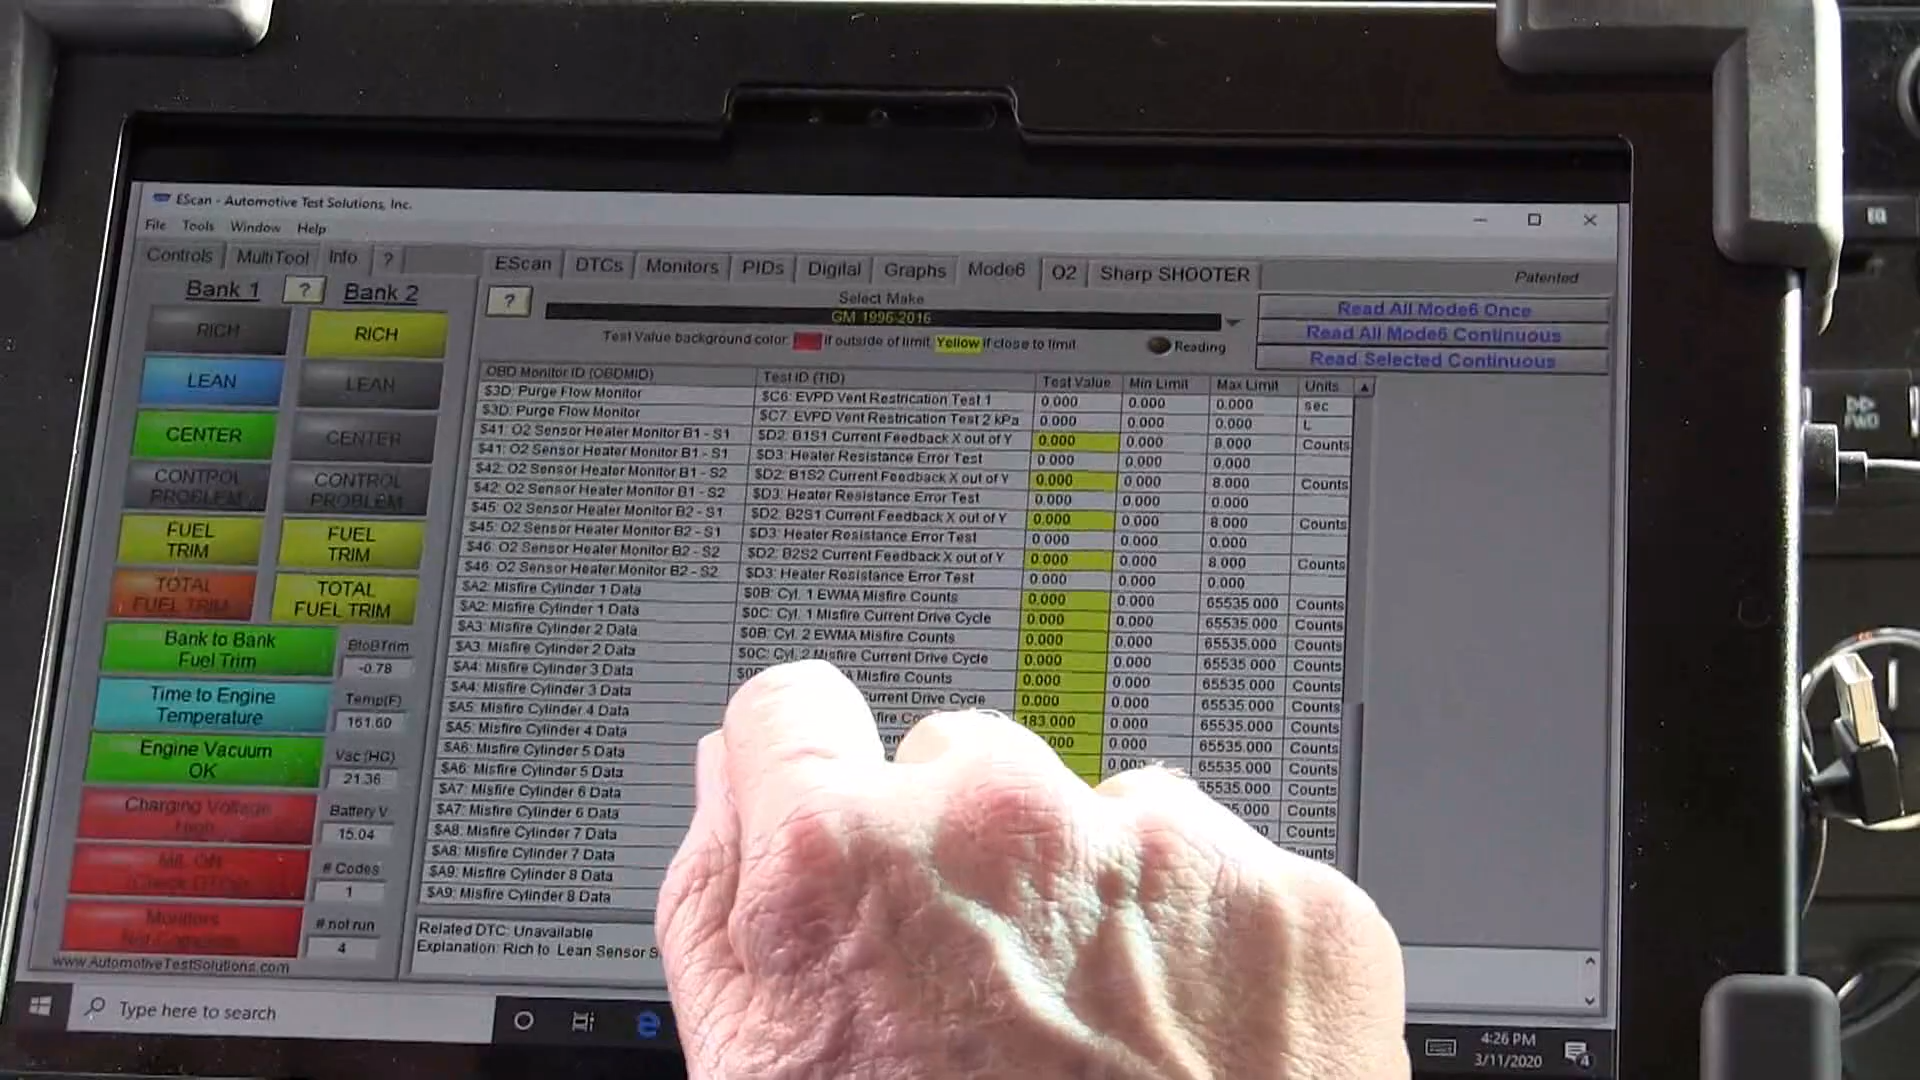 EScan - Automotive Test Solutions, Inc.
File Tools Window Help
Controls MultiTool Info ?
EScan DTCs Monitors PIDs Digital Graphs Mode6 O2 Sharp SHOOTER
Patented
Bank 1 ? Bank 2
RICH RICH
LEAN LEAN
CENTER CENTER
CONTROL PROBLEM CONTROL PROBLEM
FUEL TRIM FUEL TRIM
TOTAL FUEL TRIM TOTAL FUEL TRIM
Bank to Bank Fuel Trim
BtoBTrim
-0.78
Time to Engine Temperature
Temp(F)
161.60
Engine Vacuum OK
Vac (HG)
21.36
Charging Voltage High
Battery V
15.04
MIL ON (Check DTCs)
# Codes
1
Monitors Not Complete
# not run
4
www.AutomotiveTestSolutions.com
?
Select Make
GM 1996-2016
Test Value background color: if outside of limit Yellow if close to limit
Reading
Read All Mode6 Once
Read All Mode6 Continuous
Read Selected Continuous
OBD Monitor ID (OBDMID) Test ID (TID) Test Value Min Limit Max Limit Units
$3D: Purge Flow Monitor $C6: EVPD Vent Restrication Test 1 0.000 0.000 0.000 sec
$3D: Purge Flow Monitor $C7: EVPD Vent Restrication Test 2 kPa 0.000 0.000 0.000 L
$41: O2 Sensor Heater Monitor B1 - S1 $D2: B1S1 Current Feedback X out of Y 0.000 0.000 8.000 Counts
$41: O2 Sensor Heater Monitor B1 - S1 $D3: Heater Resistance Error Test 0.000 0.000 0.000
$42: O2 Sensor Heater Monitor B1 - S2 $D2: B1S2 Current Feedback X out of Y 0.000 0.000 8.000 Counts
$42: O2 Sensor Heater Monitor B1 - S2 $D3: Heater Resistance Error Test 0.000 0.000 0.000
$45: O2 Sensor Heater Monitor B2 - S1 $D2: B2S1 Current Feedback X out of Y 0.000 0.000 8.000 Counts
$45: O2 Sensor Heater Monitor B2 - S1 $D3: Heater Resistance Error Test 0.000 0.000
$46: O2 Sensor Heater Monitor B2 - S2 $D2: B2S2 Current Feedback X out of Y 0.000 0.000 8.000 Counts
$46: O2 Sensor Heater Monitor B2 - S2 $D3: Heater Resistance Error Test 0.000 0.000 0.000
$A2: Misfire Cylinder 1 Data $0B: Cyl. 1 EWMA Misfire Counts 0.000 0.000 65535.000 Counts
$A2: Misfire Cylinder 1 Data $0C: Cyl. 1 Misfire Current Drive Cycle 0.000 0.000 65535.000 Counts
$A3: Misfire Cylinder 2 Data $0B: Cyl. 2 EWMA Misfire Counts 0.000 0.000 65535.000 Counts
$A3: Misfire Cylinder 2 Data $0C: Cyl. 2 Misfire Current Drive Cycle 0.000 0.000 65535.000 Counts
$A4: Misfire Cylinder 3 Data Misfire Counts 0.000 0.000 65535.000 Counts
$A4: Misfire Cylinder 3 Data Current Drive Cycle 0.000 0.000 65535.000 Counts
$A5: Misfire Cylinder 4 Data 183.000 0.000 65535.000 Counts
$A5: Misfire Cylinder 4 Data 0.000 65535.000 Counts
$A6: Misfire Cylinder 5 Data 0.000 65535.000 Counts
$A6: Misfire Cylinder 5 Data Counts
$A7: Misfire Cylinder 6 Data Counts
$A7: Misfire Cylinder 6 Data Counts
$A8: Misfire Cylinder 7 Data
$A8: Misfire Cylinder 7 Data
$A9: Misfire Cylinder 8 Data
$A9: Misfire Cylinder 8 Data
Related DTC: Unavailable
Explanation: Rich to Lean Sensor
Type here to search
4:26 PM
3/11/2020
4
FWD